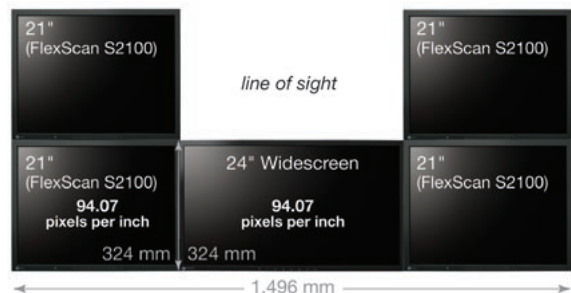 21"
(FlexScan S2100)
line of sight
21"
(FlexScan S2100)
21"
(FlexScan S2100)
94.07
pixels per inch
324 mm
24" Widescreen
94.07
pixels per inch
324 mm
21"
(FlexScan S2100)
1,496 mm